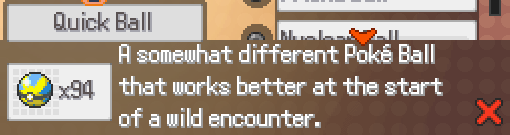 Quick Ball
A somewhat different Poké Ball
x94
that works better at the start
of a wild encounter.